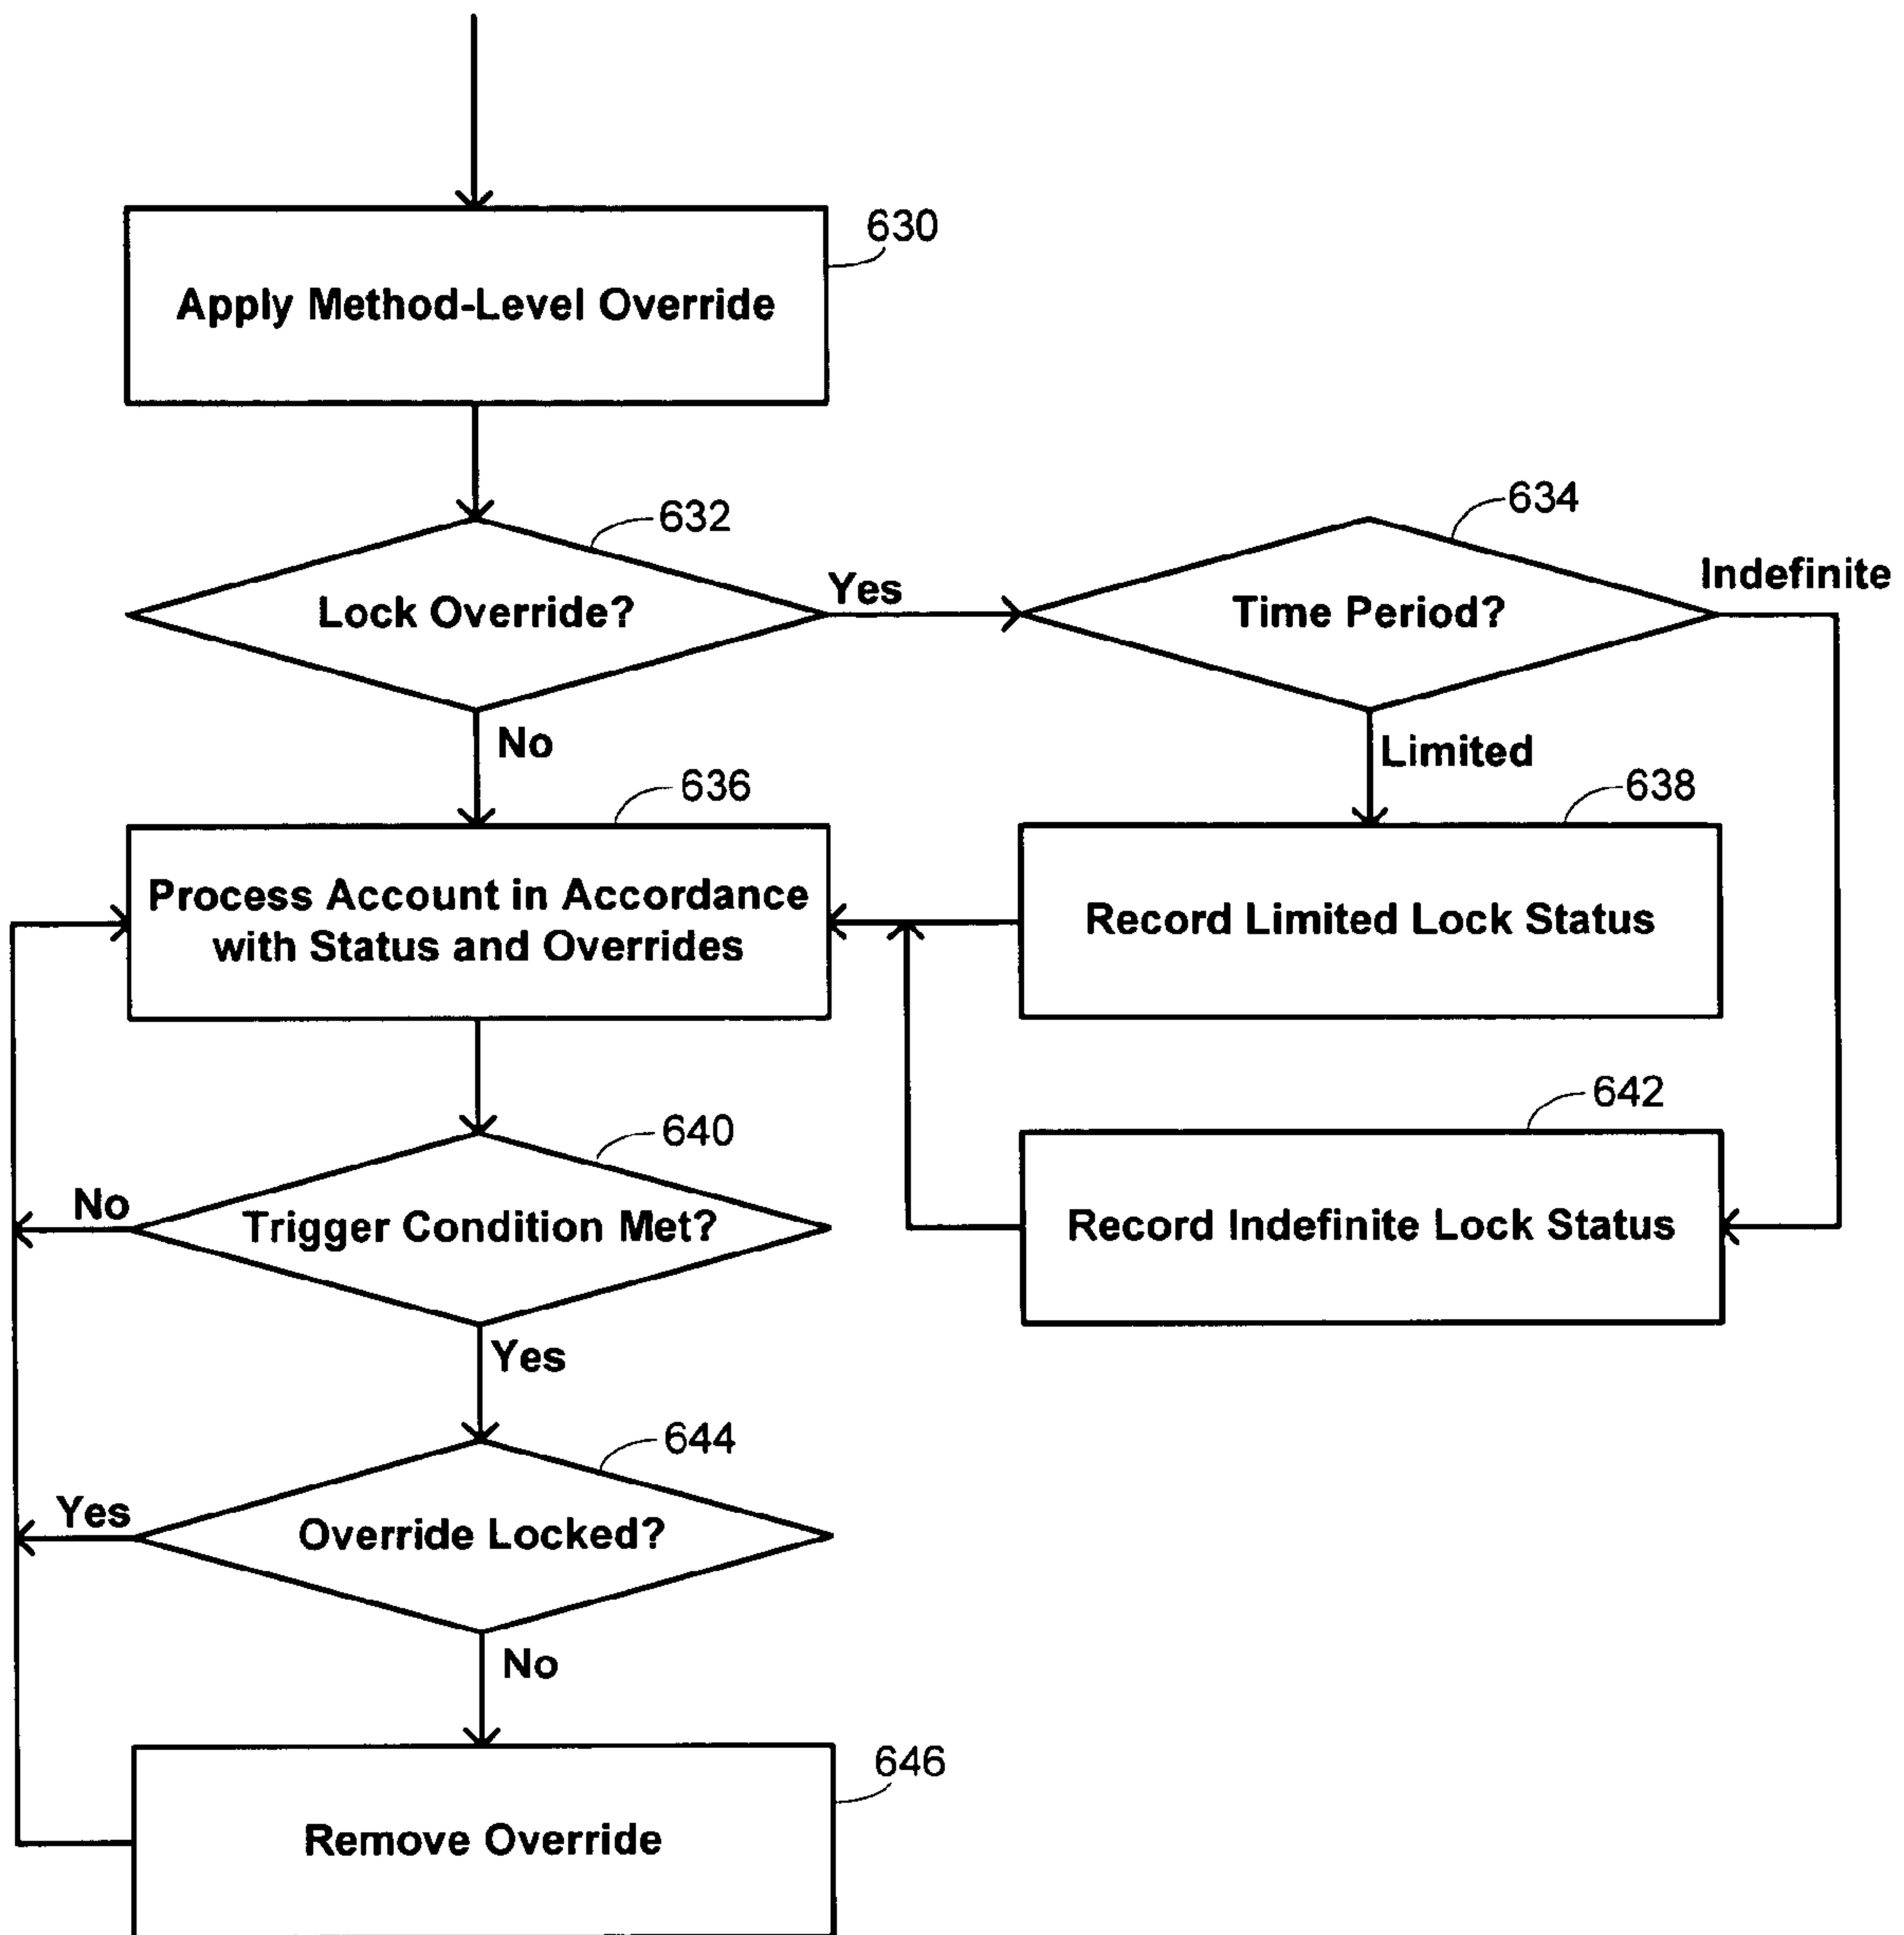 630
Apply Method-Level Override
632
634
Lock Override?
Yes
Time Period?
Indefinite
No
Limited
636
638
Process Account in Accordance
with Status and Overrides
Record Limited Lock Status
640
642
No
Trigger Condition Met?
Record Indefinite Lock Status
Yes
644
Yes
Override Locked?
No
646
Remove Override